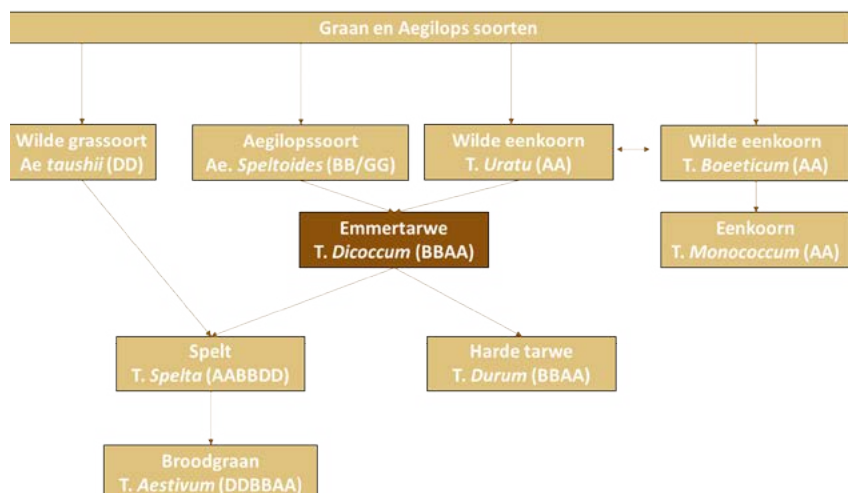 Graan en Aegilops soorten
Wilde grassoort
Ae taushii (DD)
Aegilopssoort
Ae. Speltoides (BB/GG)
Wilde eenkoorn
T. Uratu (AA)
Wilde eenkoorn
T. Boeeticum (AA)
Emmertarwe
T. Dicoccum (BBAA)
Eenkoorn
T. Monococcum (AA)
Spelt
T. Spelta (AABBDD)
Harde tarwe
T. Durum (BBAA)
Broodgraan
T. Aestivum (DDBBAA)